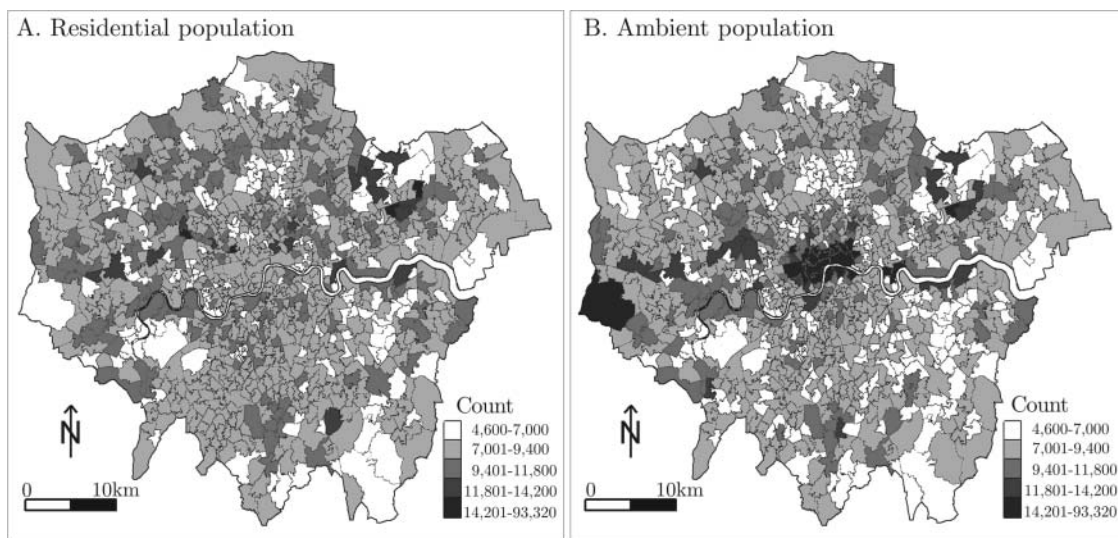 A. Residential population
N
0 10km
Count
4,600-7,000
7,001-9,400
9,401-11,800
11,801-14,200
14,201-93,320
B. Ambient population
N
0 10km
Count
4,600-7,000
7,001-9,400
9,401-11,800
11,801-14,200
14,201-93,320